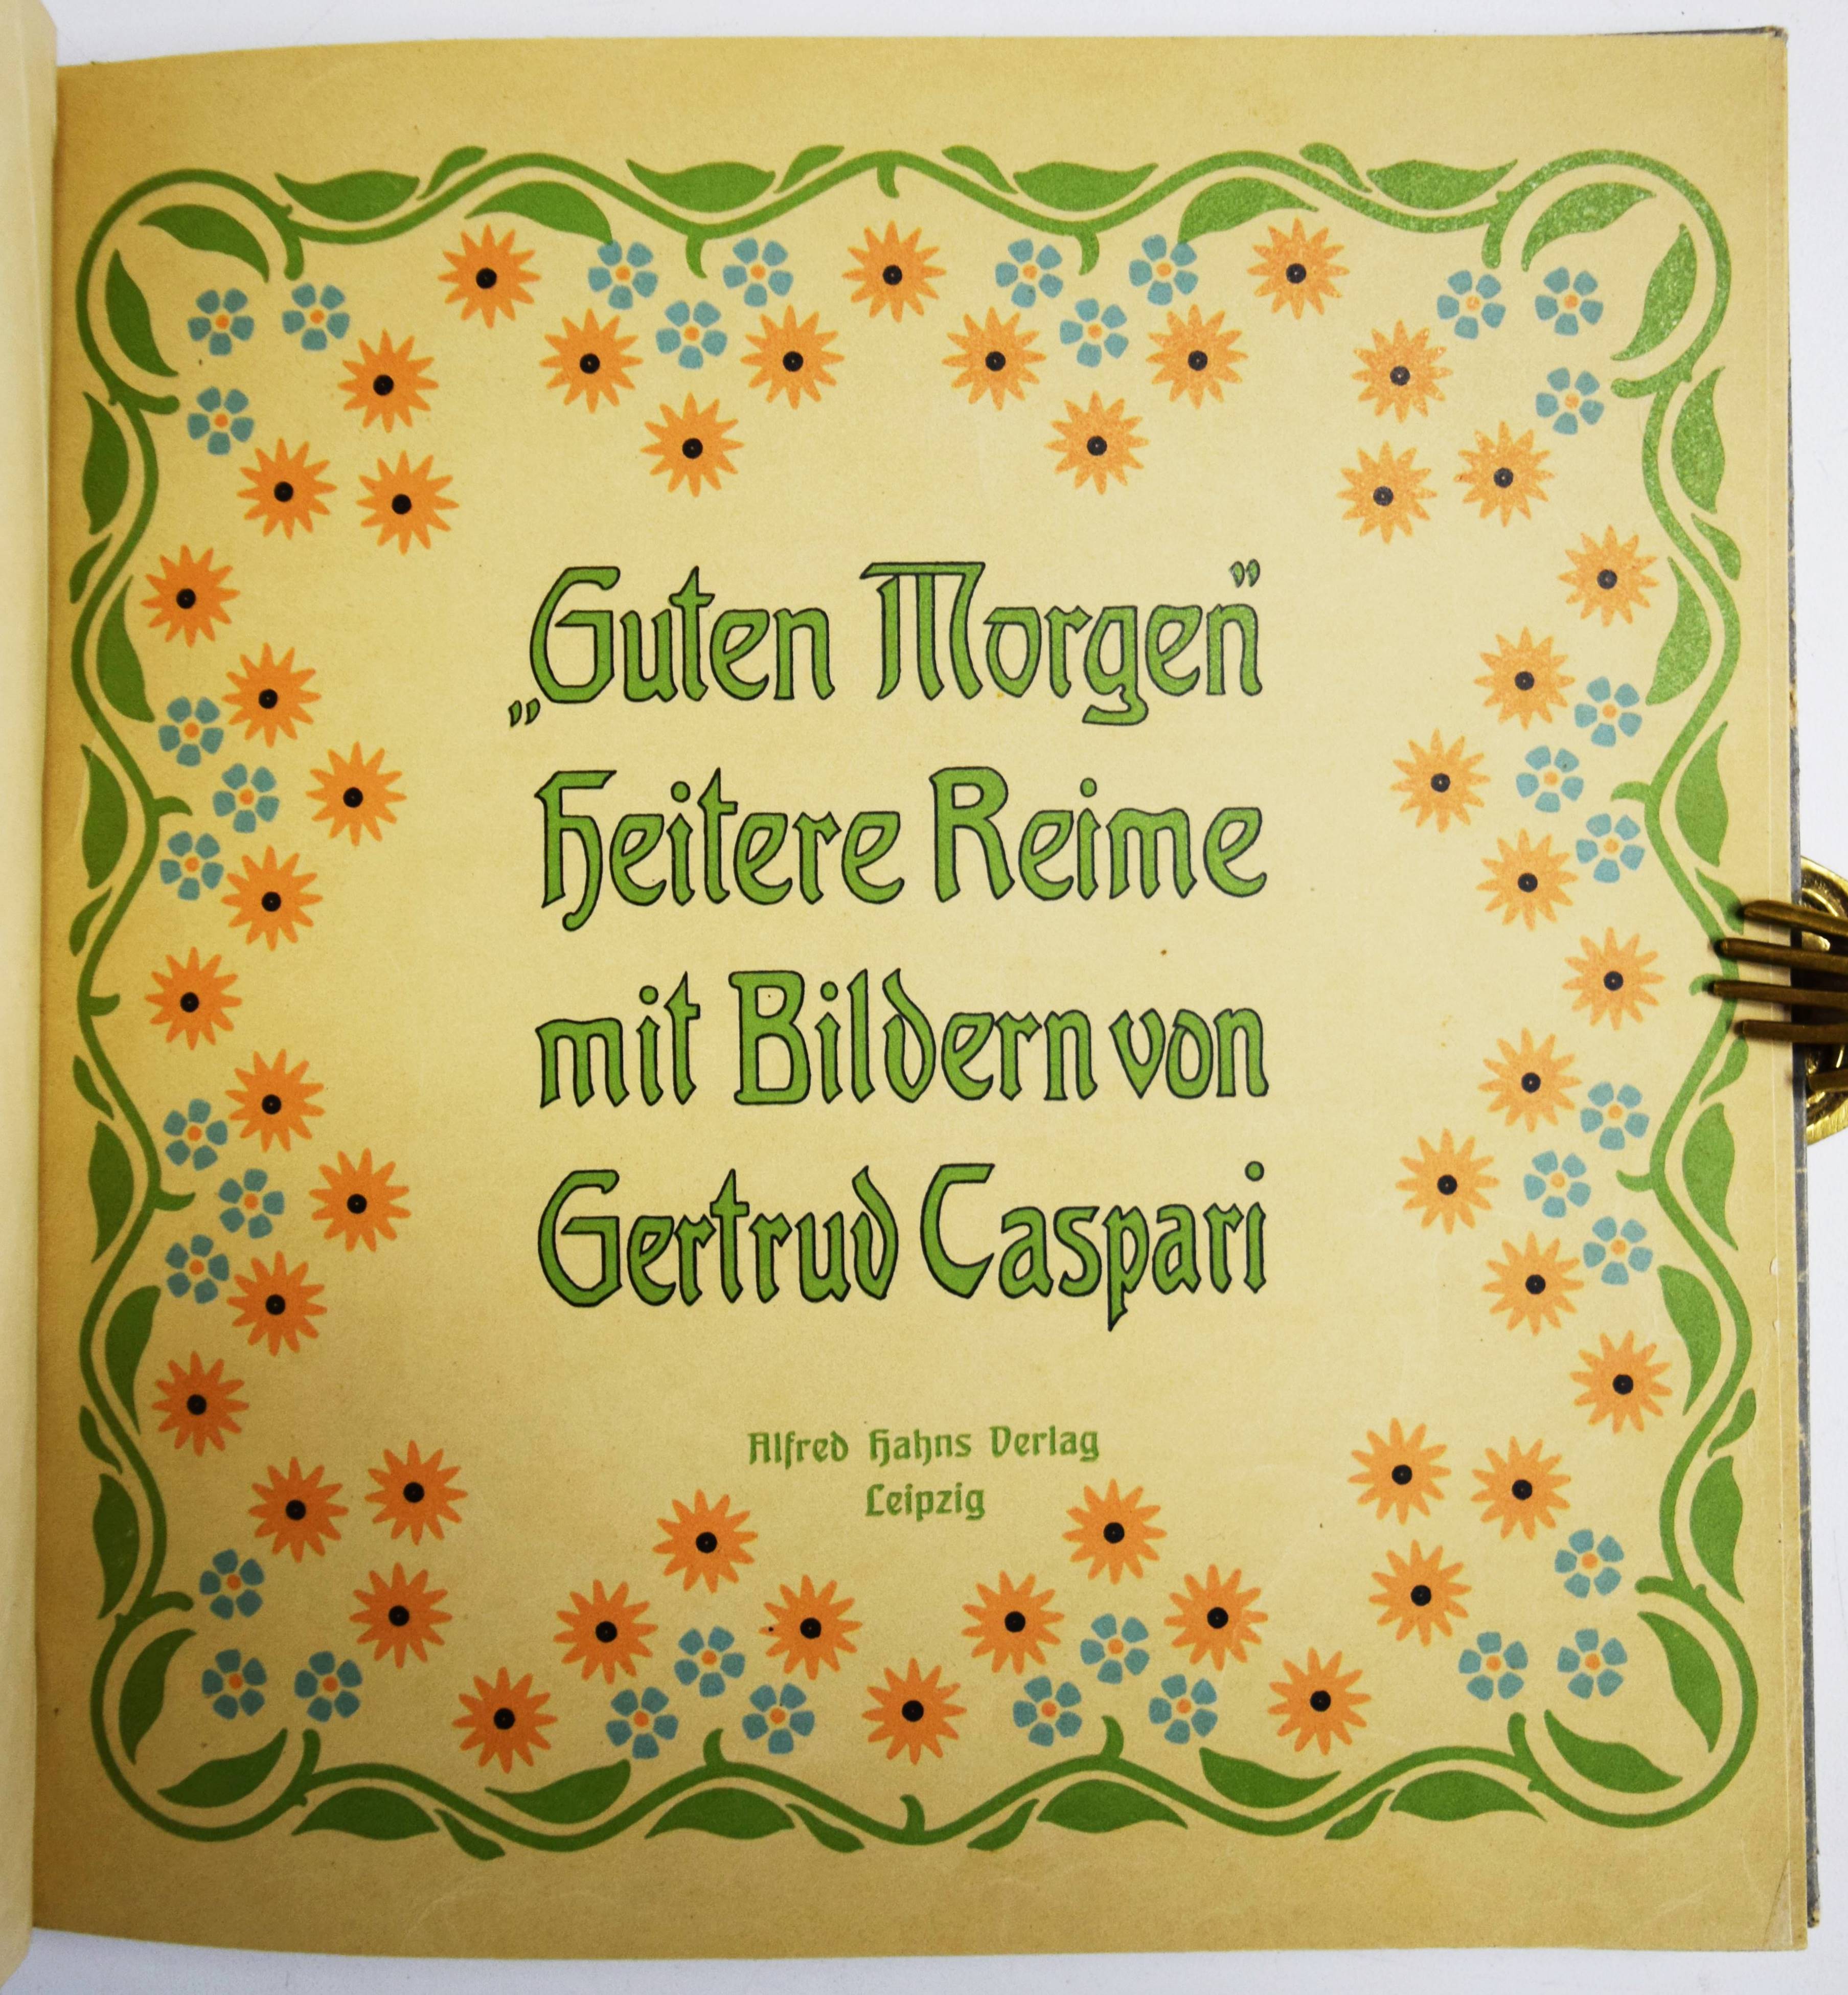 „Guten Morgen”
Heitere Reime
mit Bildern von
Gertrud Caspari
Alfred Hahns Verlag
Leipzig